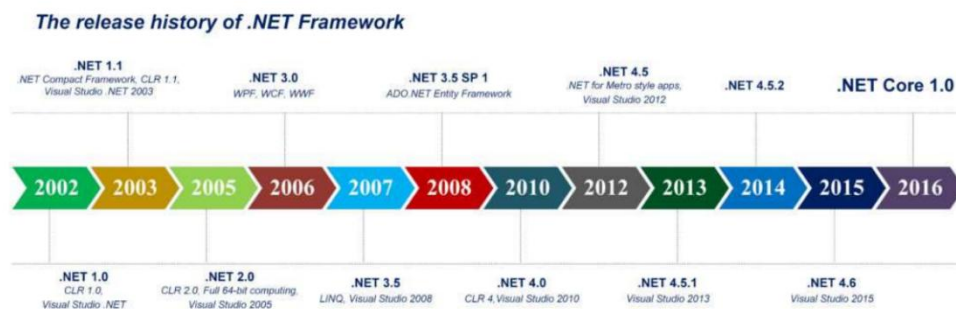 The release history of .NET Framework
.NET 1.1
.NET Compact Framework, CLR 1.1,
Visual Studio .NET 2003
.NET 3.0
WPF, WCF, WWF
.NET 3.5 SP 1
ADO.NET Entity Framework
.NET 4.5
.NET for Metro style apps,
Visual Studio 2012
.NET 4.5.2
.NET Core 1.0
2002
2003
2005
2006
2007
2008
2010
2012
2013
2014
2015
2016
.NET 1.0
CLR 1.0,
Visual Studio .NET
.NET 2.0
CLR 2.0, Full 64-bit computing,
Visual Studio 2005
.NET 3.5
LINQ, Visual Studio 2008
.NET 4.0
CLR 4,Visual Studio 2010
.NET 4.5.1
Visual Studio 2013
.NET 4.6
Visual Studio 2015